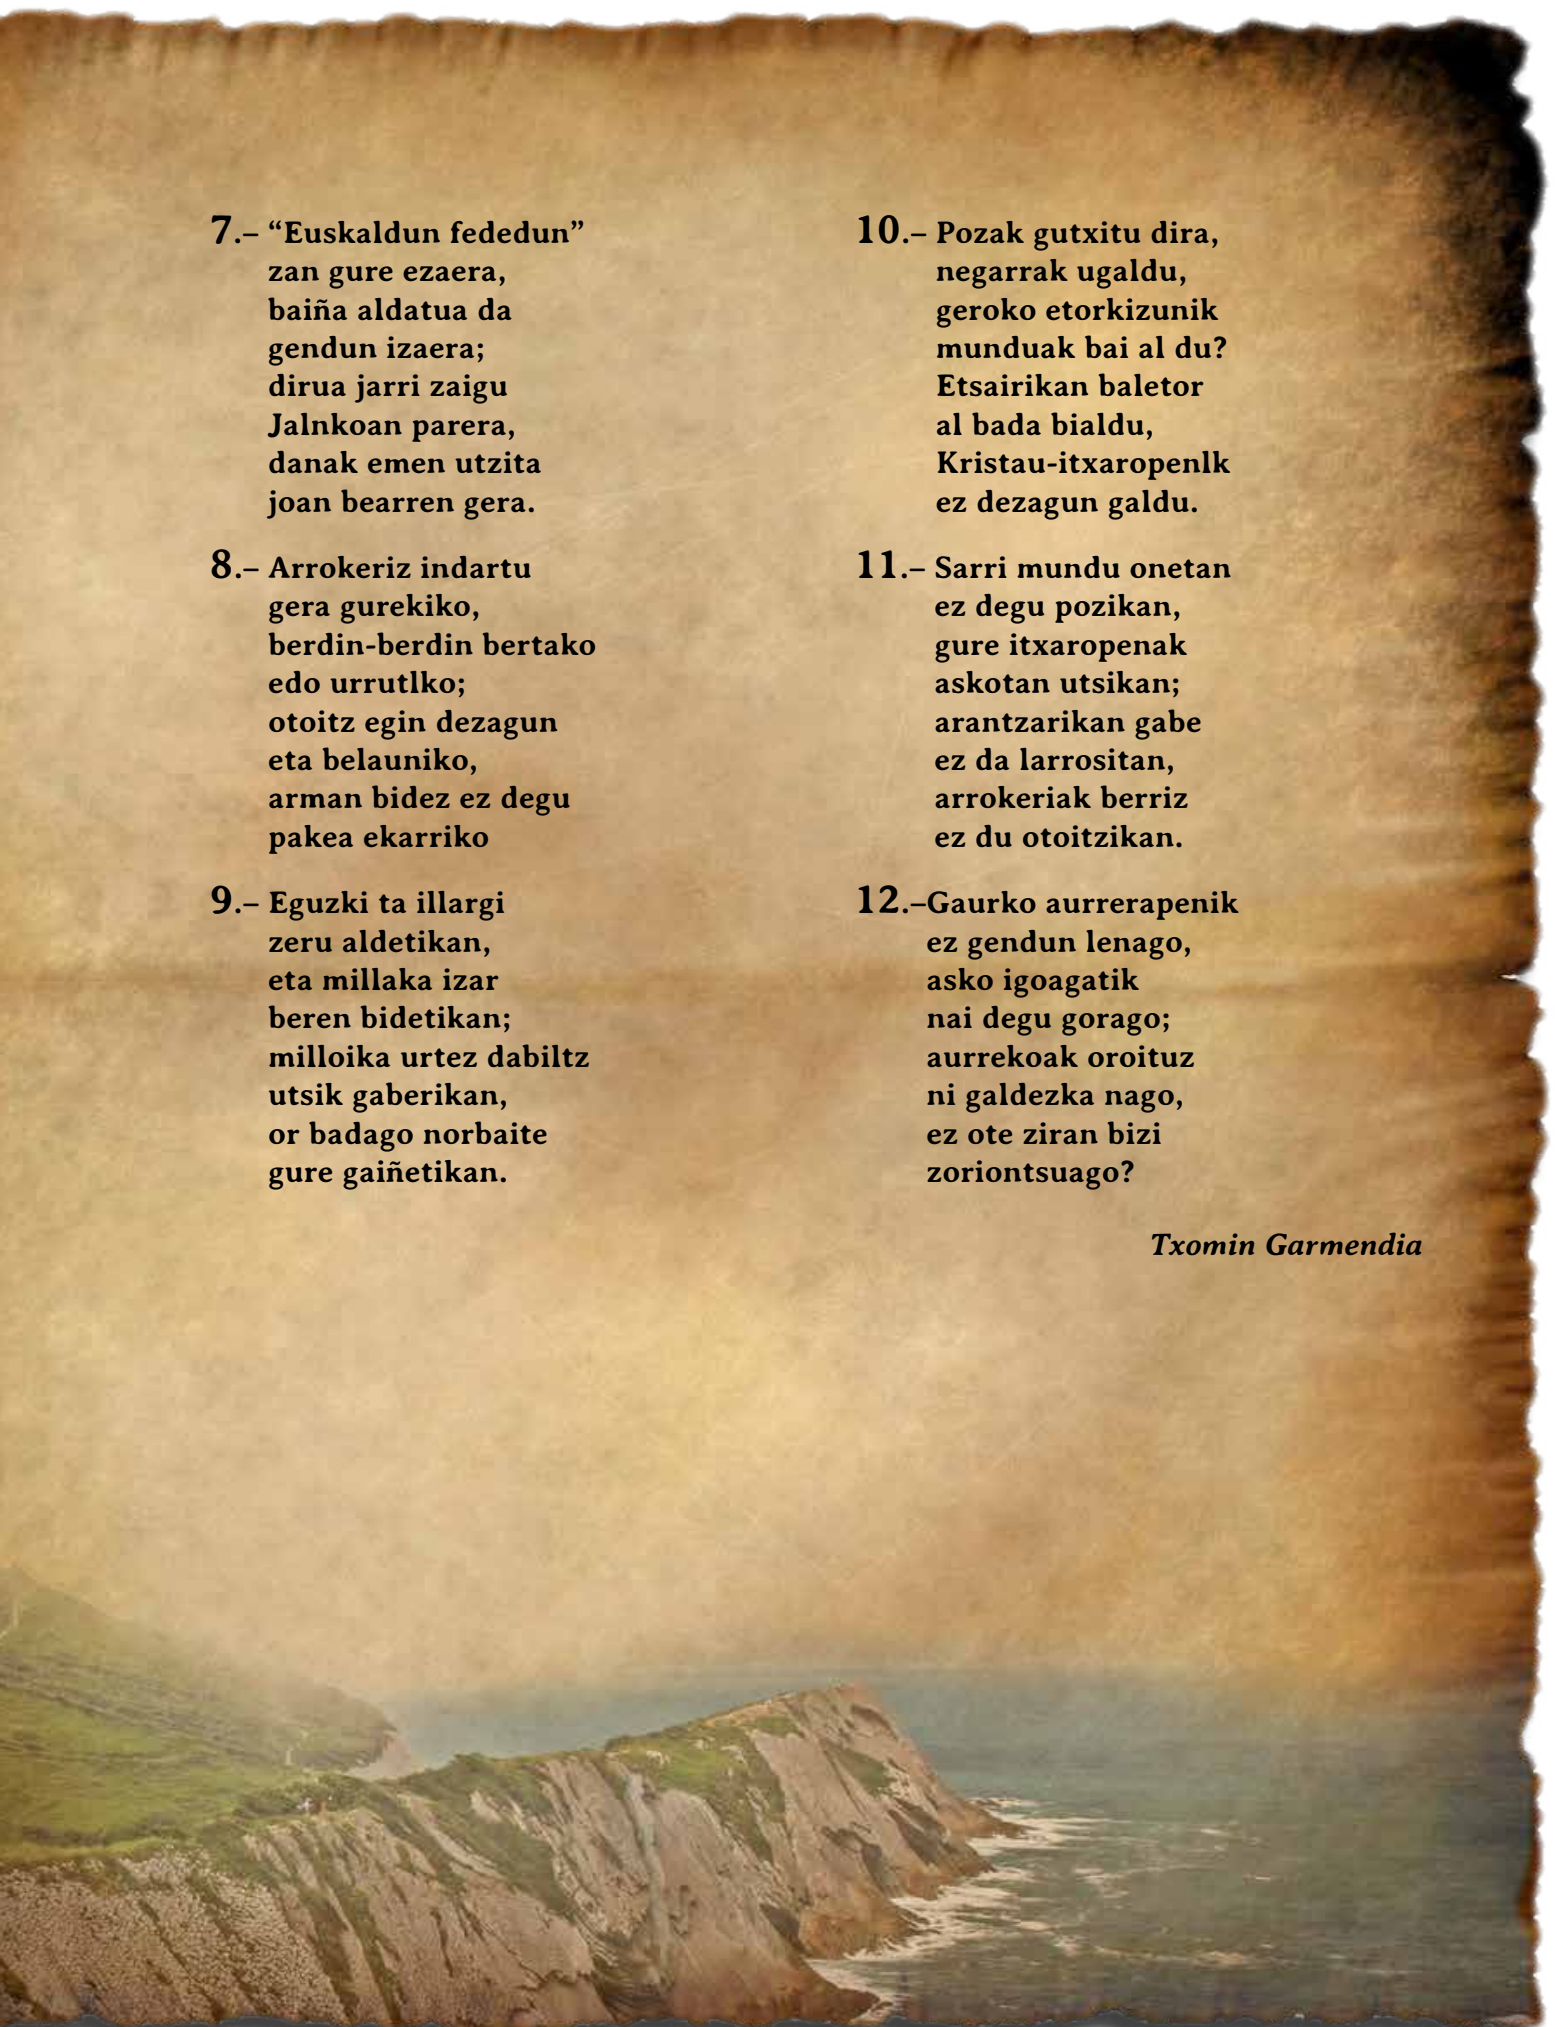 7.– “Euskaldun fededun”
zan gure ezaera,
baiña aldatua da
gendun izaera;
dirua jarri zaigu
Jalnkoan parera,
danak emen utzita
joan bearren gera.
8.– Arrokeriz indartu
gera gurekiko,
berdin-berdin bertako
edo urrutlko;
otoitz egin dezagun
eta belauniko,
arman bidez ez degu
pakea ekarriko
9.– Eguzki ta illargi
zeru aldetikan,
eta millaka izar
beren bidetikan;
milloika urtez dabiltz
utsik gaberikan,
or badago norbaite
gure gaiñetikan.
10.– Pozak gutxitu dira,
negarrak ugaldu,
geroko etorkizunik
munduak bai al du?
Etsairikan baletor
al bada bialdu,
Kristau-itxaropenlk
ez dezagun galdu.
11.– Sarri mundu onetan
ez degu pozikan,
gure itxaropenak
askotan utsikan;
arantzarikan gabe
ez da larrositan,
arrokeriak berriz
ez du otoitzikan.
12.–Gaurko aurrerapenik
ez gendun lenago,
asko igoagatik
nai degu gorago;
aurrekoak oroituz
ni galdezka nago,
ez ote ziran bizi
zoriontsuago?
Txomin Garmendia